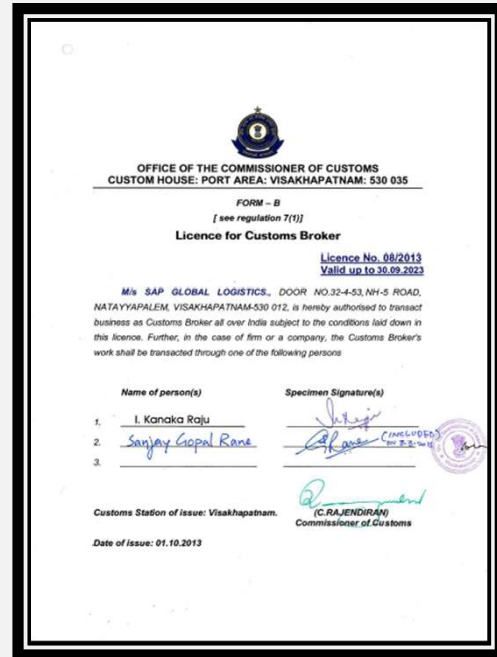 OFFICE OF THE COMMISSIONER OF CUSTOMS
CUSTOM HOUSE: PORT AREA: VISAKHAPATNAM: 530 035
FORM – B
[ see regulation 7(1)]
Licence for Customs Broker
Licence No. 08/2013
Valid up to 30.09.2023
M/s SAP GLOBAL LOGISTICS., DOOR NO.32-4-53, NH-5 ROAD,
NATAYYAPALEM, VISAKHAPATNAM-530 012, is hereby authorised to transact
business as Customs Broker all over India subject to the conditions laid down in
this licence. Further, in the case of firm or a company, the Customs Broker's
work shall be transacted through one of the following persons
Name of person(s) Specimen Signature(s)
1. I. Kanaka Raju
2. Sanjay Gopal Rane (INCLUDED)
3.
Customs Station of issue: Visakhapatnam. (C.RAJENDIRAN)
Commissioner of Customs
Date of issue: 01.10.2013